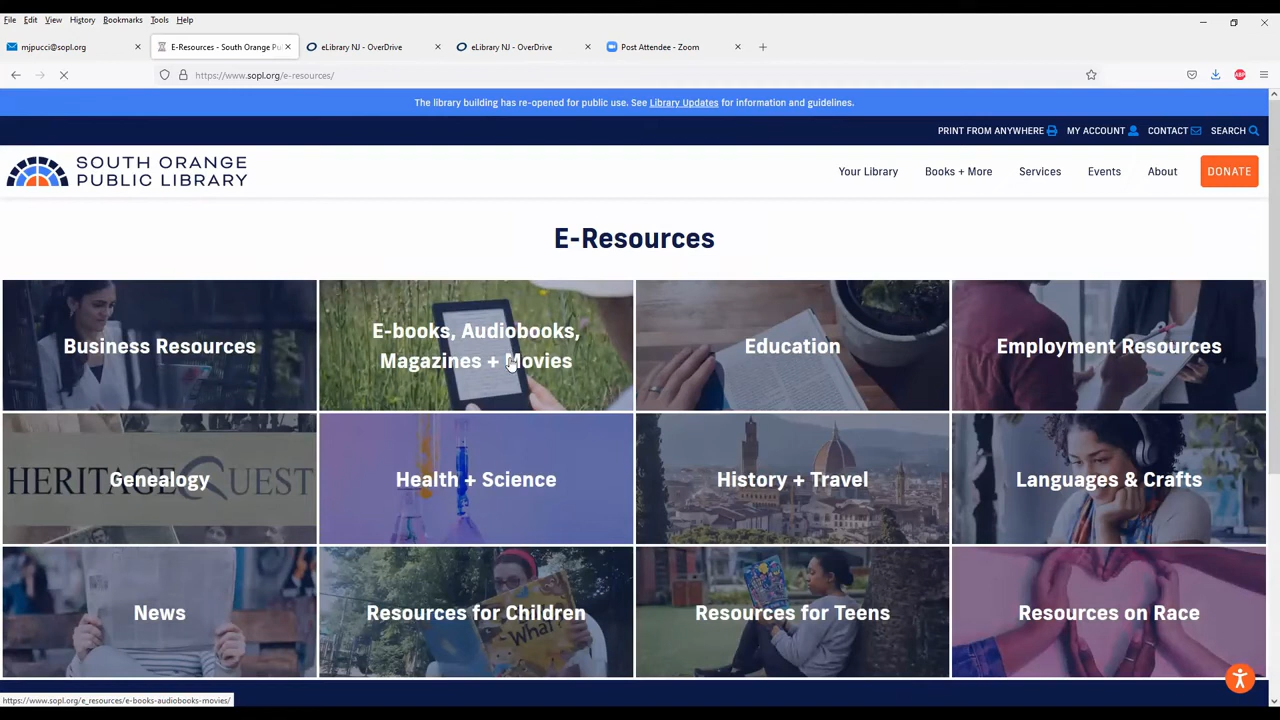 File Edit View History Bookmarks Tools Help
mjpucci@sopl.org
E-Resources - South Orange Pu
eLibrary NJ - OverDrive
eLibrary NJ - OverDrive
Post Attendee - Zoom
https://www.sopl.org/e-resources/
ABP
The library building has re-opened for public use. See Library Updates for information and guidelines.
PRINT FROM ANYWHERE MY ACCOUNT CONTACT SEARCH
SOUTH ORANGE
PUBLIC LIBRARY
Your Library Books + More Services Events About DONATE
E-Resources
Business Resources
E-books, Audiobooks,
Magazines + Movies
Education
Employment Resources
HERITAGE QUEST
Genealogy
Health + Science
History + Travel
Languages & Crafts
News
Resources for Children
What?
Resources for Teens
Resources on Race
https://www.sopl.org/e_resources/e-books-audiobooks-movies/